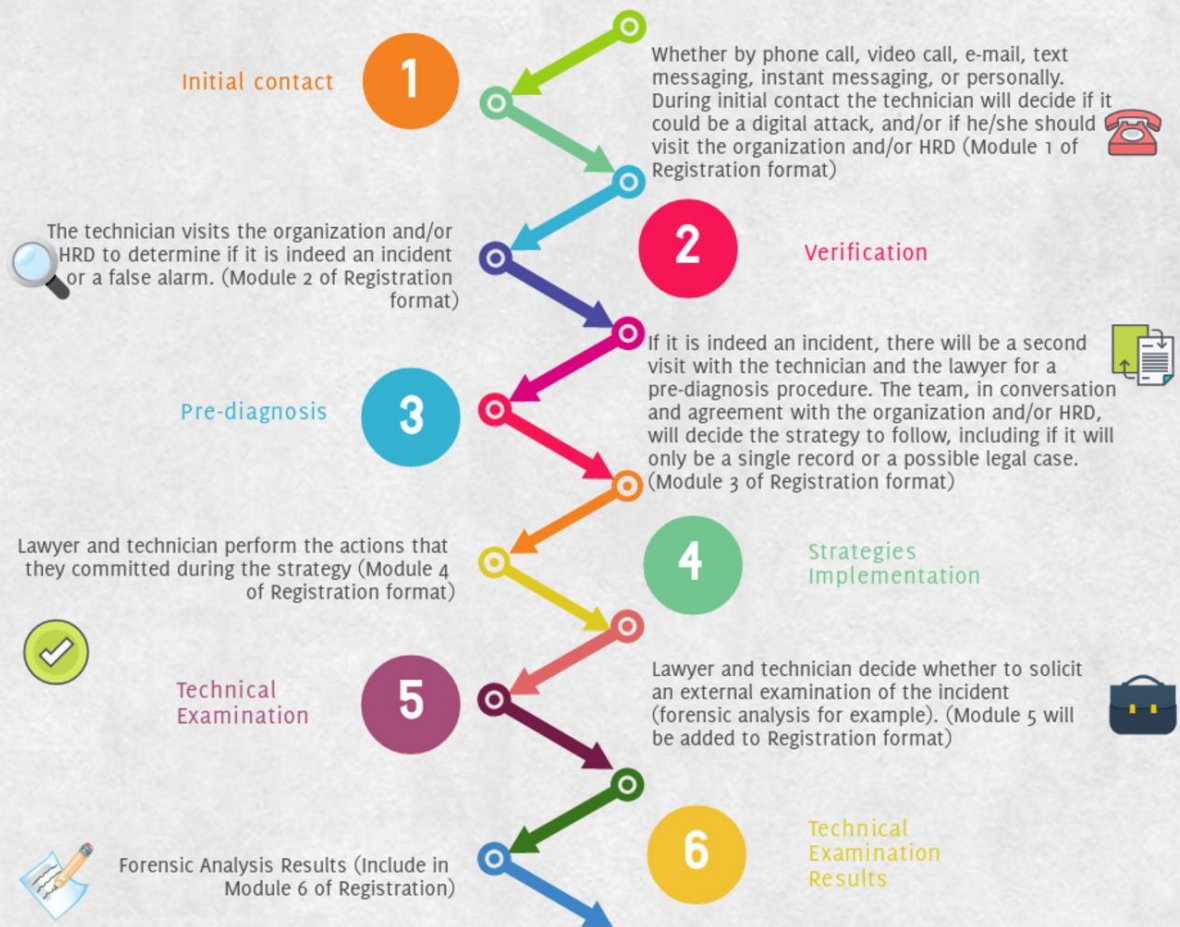 Initial contact
1
Whether by phone call, video call, e-mail, text
messaging, instant messaging, or personally.
During initial contact the technician will decide if it
could be a digital attack, and/or if he/she should
visit the organization and/or HRD (Module 1 of
Registration format)
The technician visits the organization and/or
HRD to determine if it is indeed an incident
or a false alarm. (Module 2 of Registration
format)
2
Verification
Pre-diagnosis
3
If it is indeed an incident, there will be a second
visit with the technician and the lawyer for a
pre-diagnosis procedure. The team, in conversation
and agreement with the organization and/or HRD,
will decide the strategy to follow, including if it will
only be a single record or a possible legal case.
(Module 3 of Registration format)
Lawyer and technician perform the actions that
they committed during the strategy (Module 4
of Registration format)
4
Strategies
Implementation
Technical
Examination
5
Lawyer and technician decide whether to solicit
an external examination of the incident
(forensic analysis for example). (Module 5 will
be added to Registration format)
Forensic Analysis Results (Include in
Module 6 of Registration)
6
Technical
Examination
Results